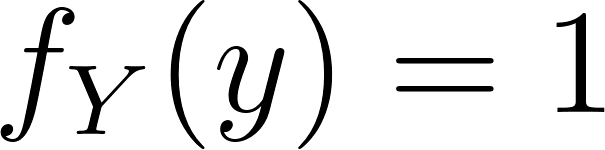 f_Y(y) = 1